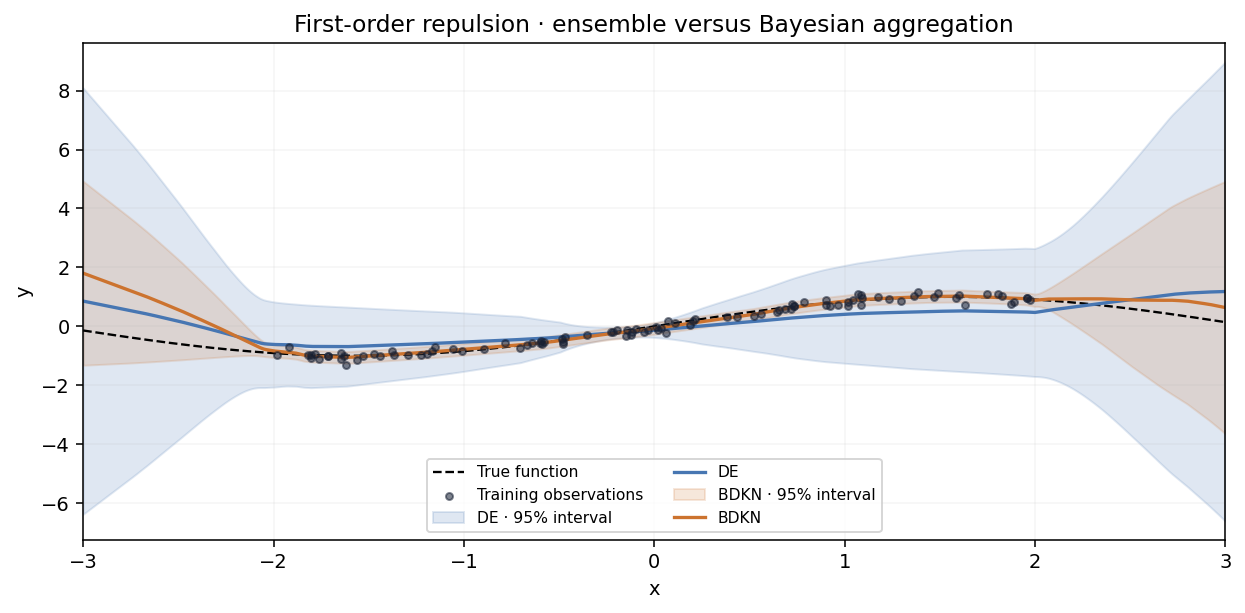 First-order repulsion · ensemble versus Bayesian aggregation
y
8
6
4
2
0
−2
−4
−6
True function
Training observations
DE · 95% interval
DE
BDKN · 95% interval
BDKN
−3
−2
−1
0
1
2
3
x